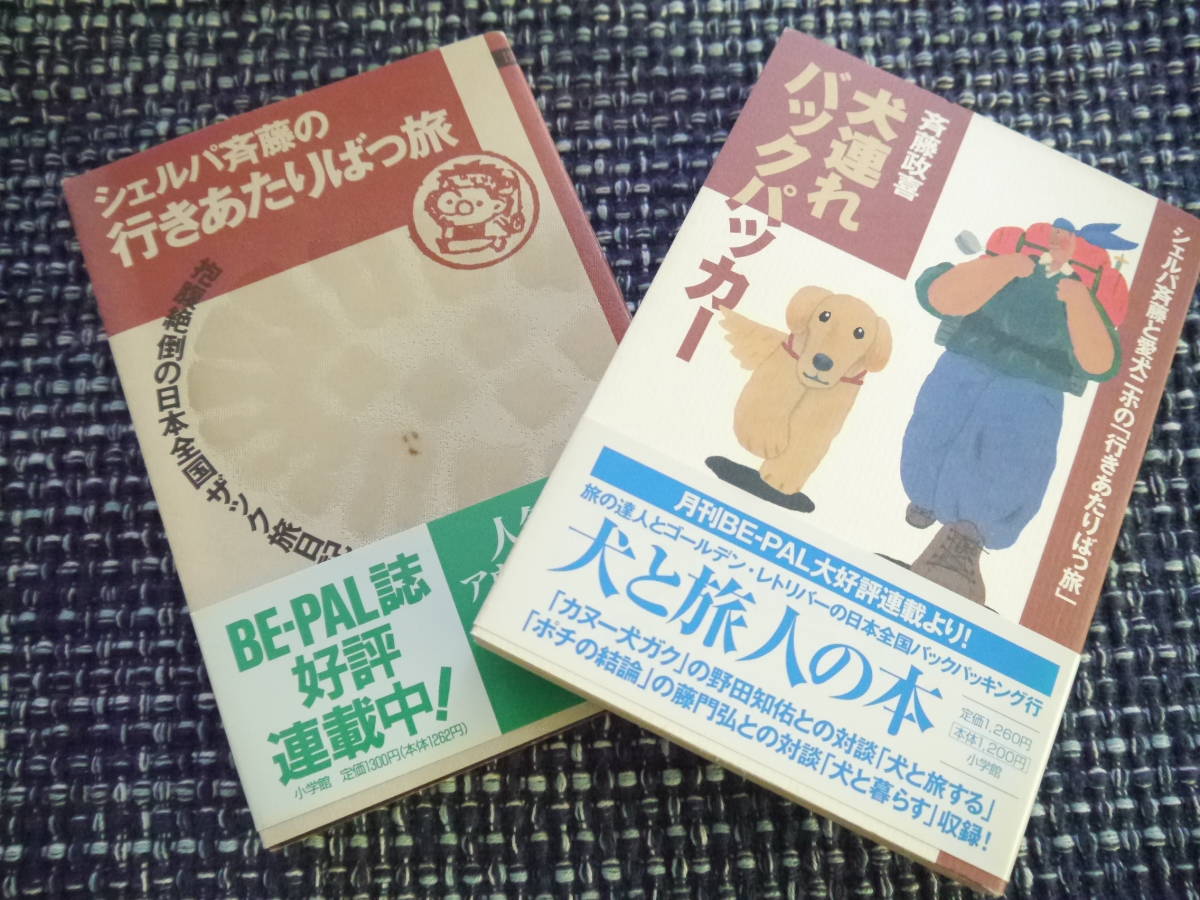 シェルパ斉藤の
行きあたりばっ旅
抱腹絶倒の日本全国ザック旅日記
BE-PAL誌
好評
連載中!
小学館 定価1300円(本体1262円)
人
ア
犬連れ
バックパッカー
斉藤政喜
シェルパ斉藤と愛犬ニホの「行きあたりばっ旅」
月刊BE-PAL大好評連載より!
旅の達人とゴールデン・レトリバーの日本全国バックパッキング行
犬と旅人の本
「カヌー犬ガク」の野田知佑との対談「犬と旅する」
「ポチの結論」の藤門弘との対談「犬と暮らす」収録!
定価1,260円
本体1,200円
小学館